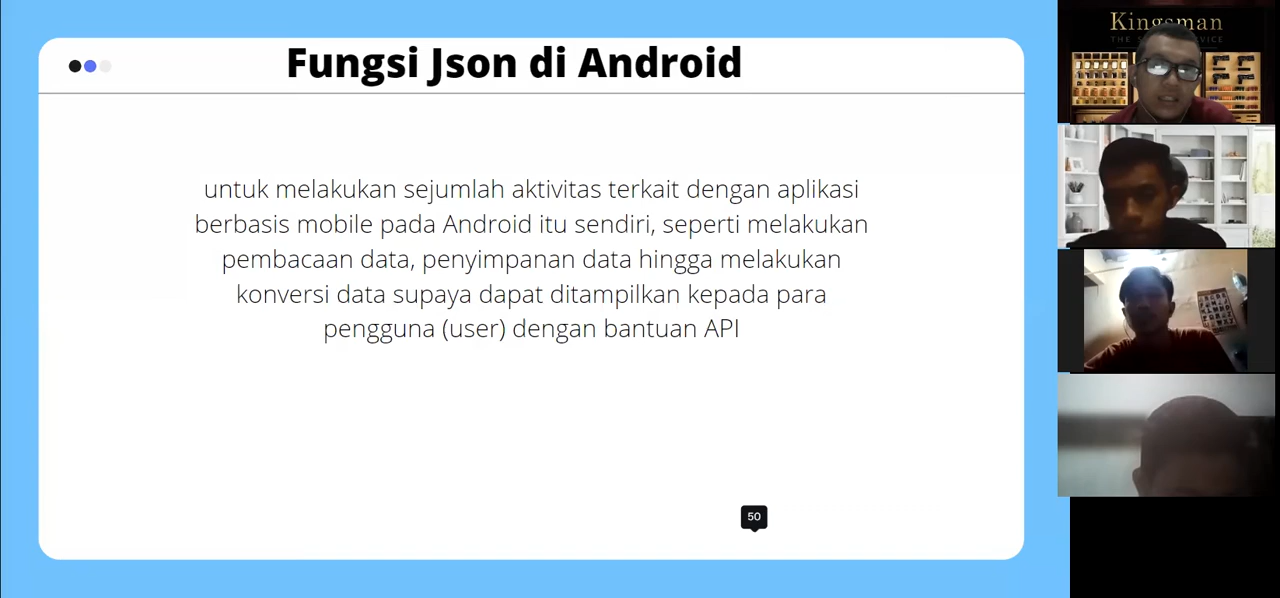 Fungsi Json di Android
untuk melakukan sejumlah aktivitas terkait dengan aplikasi
berbasis mobile pada Android itu sendiri, seperti melakukan
pembacaan data, penyimpanan data hingga melakukan
konversi data supaya dapat ditampilkan kepada para
pengguna (user) dengan bantuan API
50
Kingsman